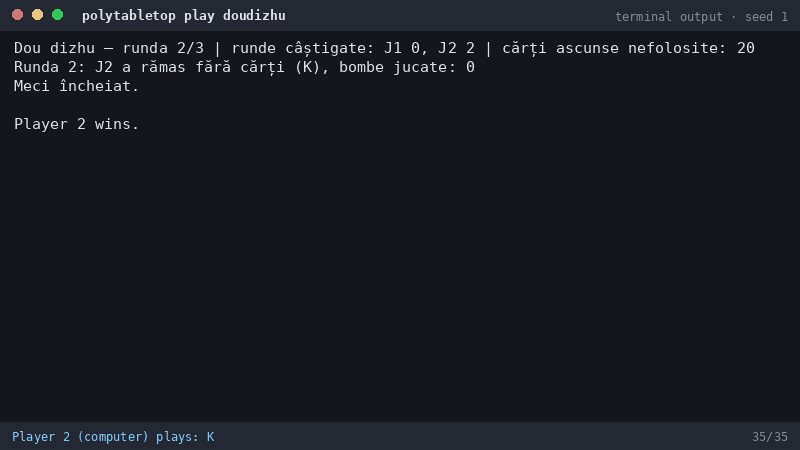 polytabletop play doudizhu
terminal output · seed 1
Dou dizhu — runda 2/3 | runde câștigate: J1 0, J2 2 | cărți ascunse nefolosite: 20
Runda 2: J2 a rămas fără cărți (K), bombe jucate: 0
Meci încheiat.
Player 2 wins.
Player 2 (computer) plays: K
35/35